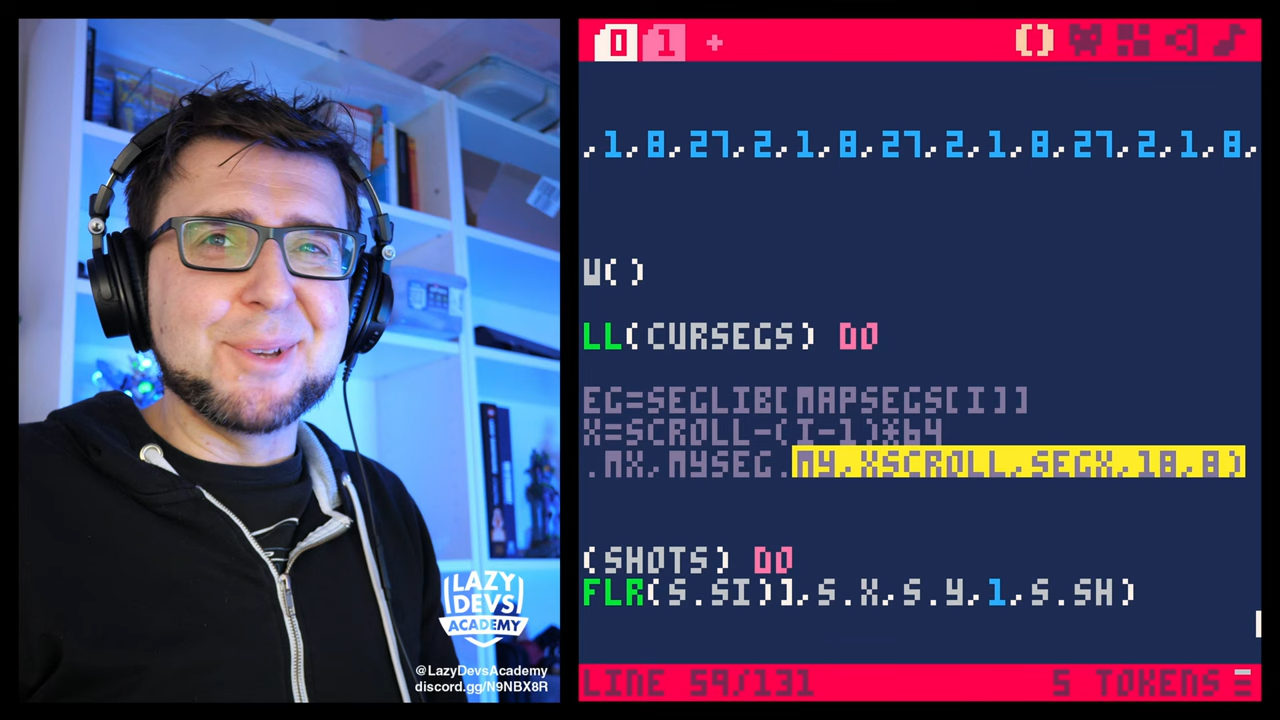 LAZY
DEVS
ACADEMY
@LazyDevsAcademy
discord.gg/N9NBX8R
0 1 +
,1,8,27,2,1,8,27,2,1,8,27,2,1,8,
W()
LL(CURSEGS) DO
EG=SEGLIB[MAPSEGS[I]]
X=SCROLL-(I-1)*64
.MX,MYSEG.MY,XSCROLL,SEGX,18,8)
(SHOTS) DO
FLR(S.SI)],S.X,S.Y,1,S.SH)
LINE 59/131
5 TOKENS